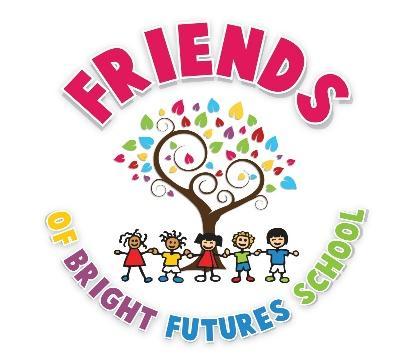 FRIENDS
OF BRIGHT FUTURES SCHOOL